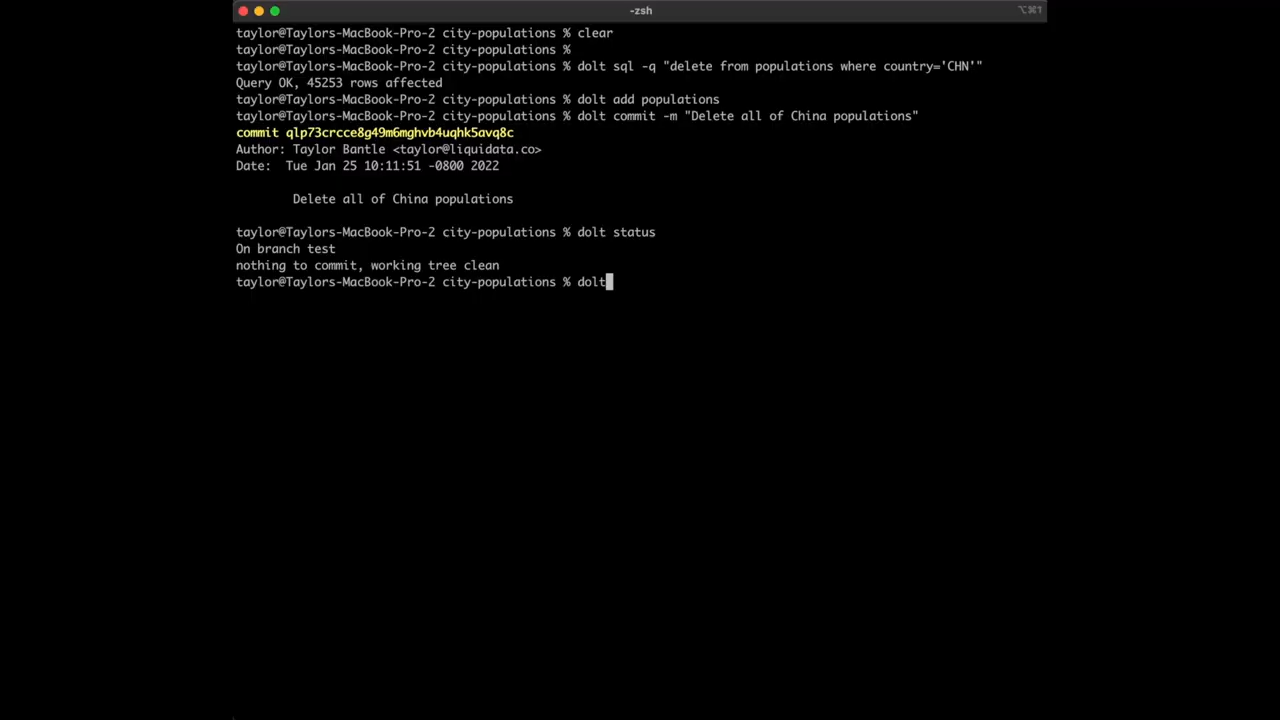 -zsh
⌥⌘1
taylor@Taylors-MacBook-Pro-2 city-populations % clear
taylor@Taylors-MacBook-Pro-2 city-populations %
taylor@Taylors-MacBook-Pro-2 city-populations % dolt sql -q "delete from populations where country='CHN'"
Query OK, 45253 rows affected
taylor@Taylors-MacBook-Pro-2 city-populations % dolt add populations
taylor@Taylors-MacBook-Pro-2 city-populations % dolt commit -m "Delete all of China populations"
commit qlp73crcce8g49m6mghvb4uqhk5avq8c
Author: Taylor Bantle <taylor@liquidata.co>
Date:  Tue Jan 25 10:11:51 -0800 2022
Delete all of China populations
taylor@Taylors-MacBook-Pro-2 city-populations % dolt status
On branch test
nothing to commit, working tree clean
taylor@Taylors-MacBook-Pro-2 city-populations % dolt